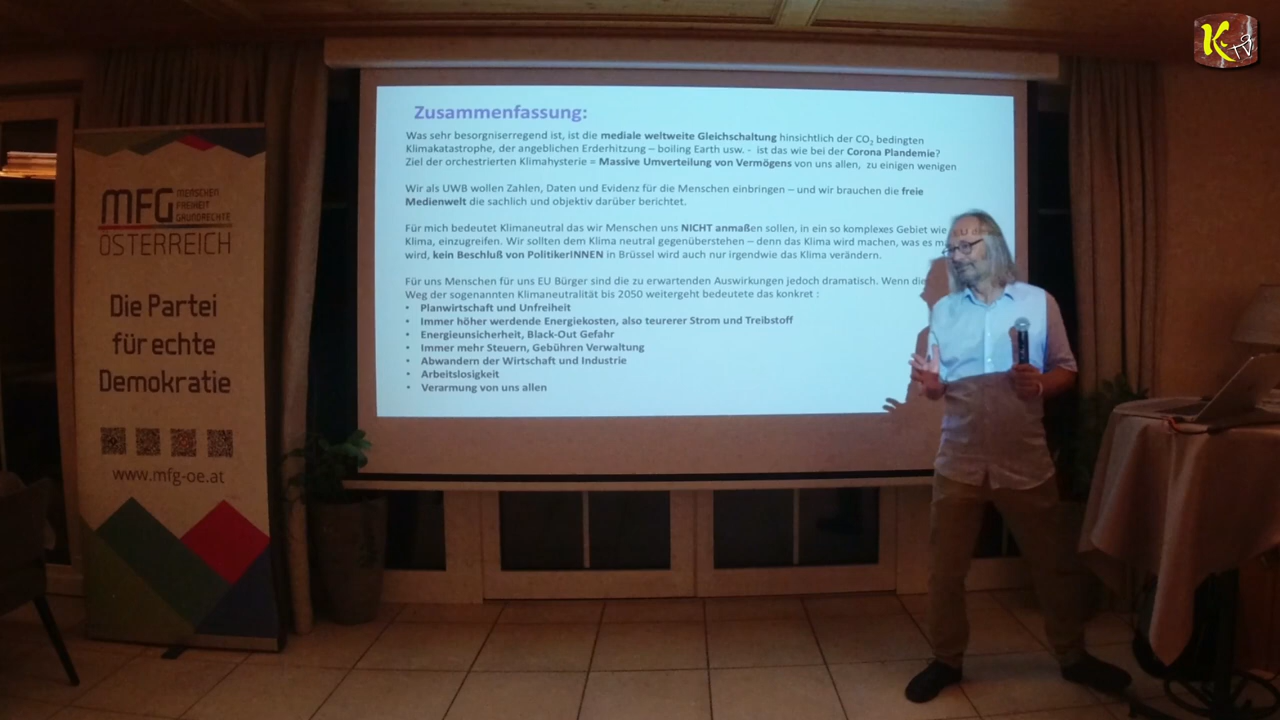 K TV
MFG MENSCHEN
FREIHEIT
GRUNDRECHTE
ÖSTERREICH
Die Partei
für echte
Demokratie
www.mfg-oe.at
Zusammenfassung:
Was sehr besorgniserregend ist, ist die mediale weltweite Gleichschaltung hinsichtlich der CO₂ bedingten
Klimakatastrophe, der angeblichen Erderhitzung – boiling Earth usw. - ist das wie bei der Corona Plandemie?
Ziel der orchestrierten Klimahysterie = Massive Umverteilung von Vermögens von uns allen, zu einigen wenigen
Wir als UWB wollen Zahlen, Daten und Evidenz für die Menschen einbringen – und wir brauchen die freie
Medienwelt die sachlich und objektiv darüber berichtet.
Für mich bedeutet Klimaneutral das wir Menschen uns NICHT anmaßen sollen, in ein so komplexes Gebiet wie
Klima, einzugreifen. Wir sollten dem Klima neutral gegenüberstehen – denn das Klima wird machen, was es
wird, kein Beschluß von PolitikerINNEN in Brüssel wird auch nur irgendwie das Klima verändern.
Für uns Menschen für uns EU Bürger sind die zu erwartenden Auswirkungen jedoch dramatisch. Wenn die EU den
Weg der sogenannten Klimaneutralität bis 2050 weitergeht bedeutete das konkret :
• Planwirtschaft und Unfreiheit
• Immer höher werdende Energiekosten, also teurerer Strom und Treibstoff
• Energieunsicherheit, Black-Out Gefahr
• Immer mehr Steuern, Gebühren Verwaltung
• Abwandern der Wirtschaft und Industrie
• Arbeitslosigkeit
• Verarmung von uns allen